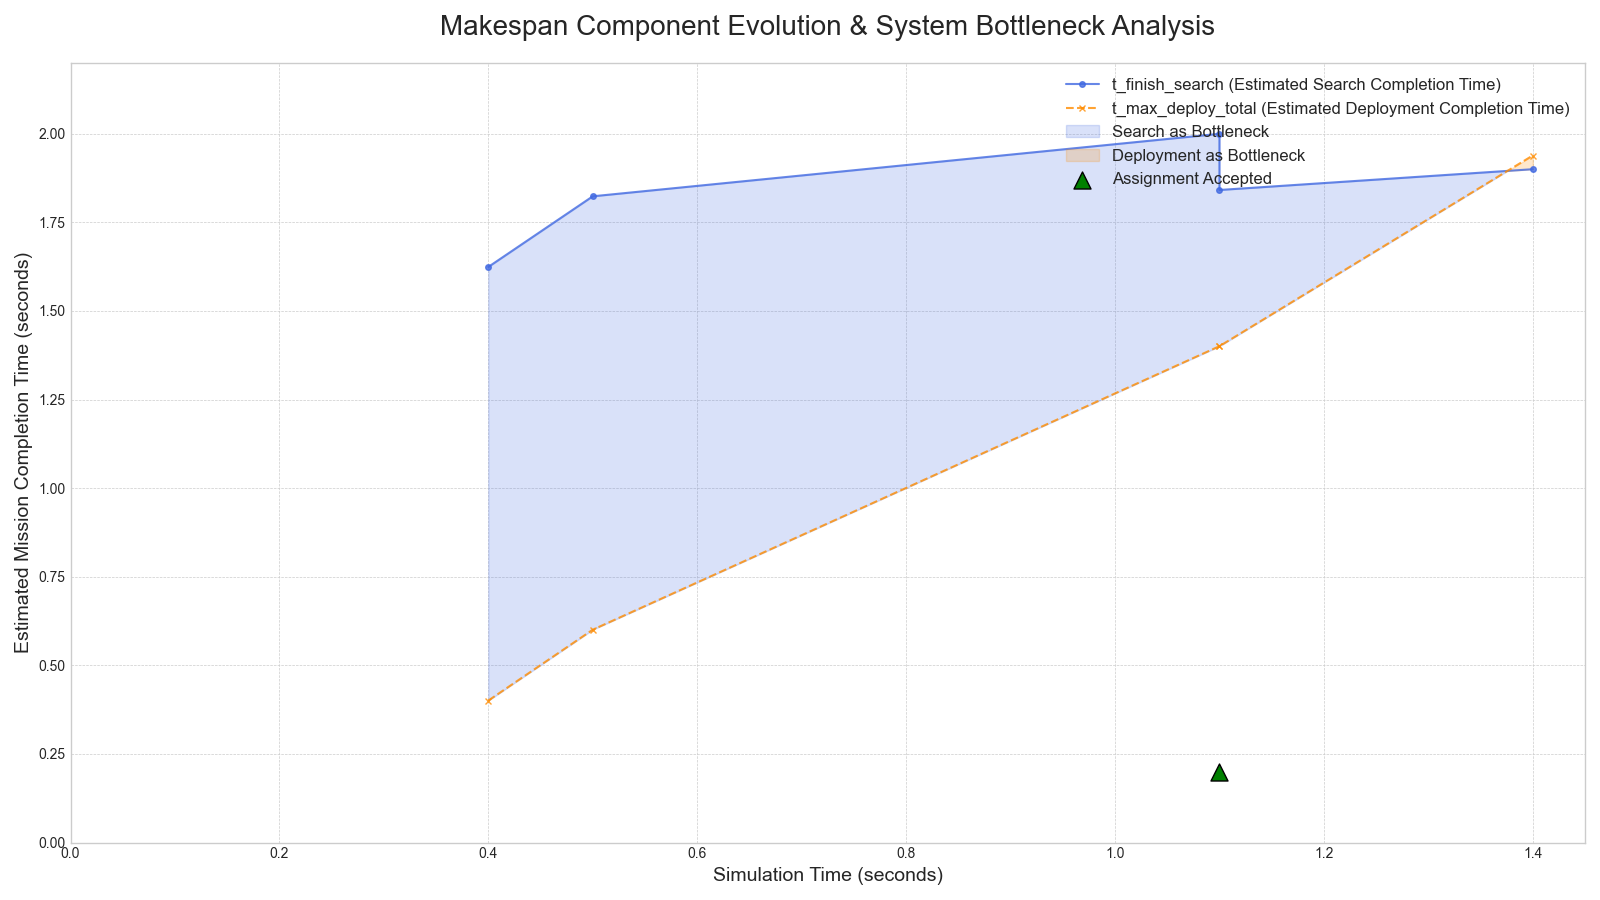 Makespan Component Evolution & System Bottleneck Analysis
t_finish_search (Estimated Search Completion Time)
t_max_deploy_total (Estimated Deployment Completion Time)
Search as Bottleneck
Deployment as Bottleneck
Assignment Accepted
Estimated Mission Completion Time (seconds)
2.00
1.75
1.50
1.25
1.00
0.75
0.50
0.25
0.00
0.0 0.2 0.4 0.6 0.8 1.0 1.2 1.4
Simulation Time (seconds)